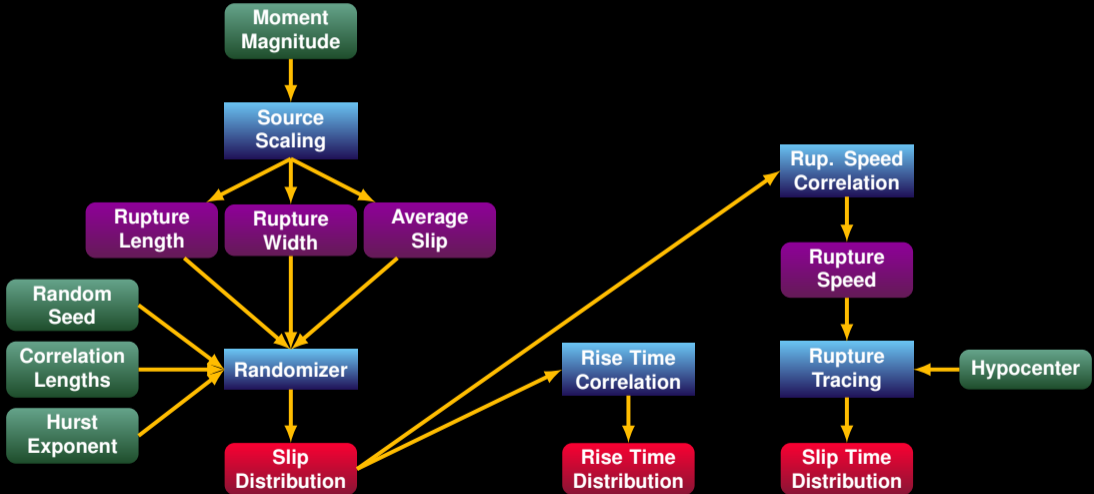 Moment
Magnitude
Source
Scaling
Rupture
Length
Rupture
Width
Average
Slip
Random
Seed
Correlation
Lengths
Hurst
Exponent
Randomizer
Slip
Distribution
Rise Time
Correlation
Rise Time
Distribution
Rup. Speed
Correlation
Rupture
Speed
Rupture
Tracing
Hypocenter
Slip Time
Distribution